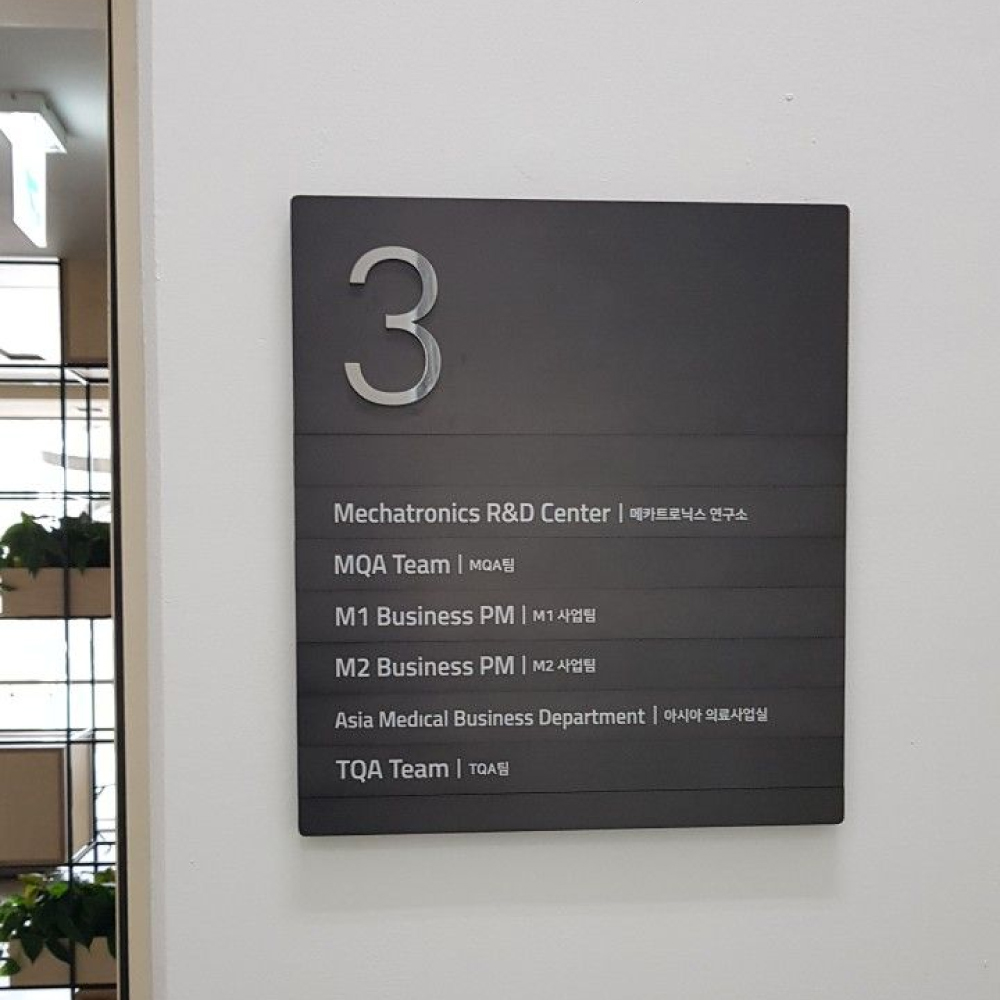 3
Mechatronics R&D Center | 메카트로닉스 연구소
MQA Team | MQA팀
M1 Business PM | M1 사업팀
M2 Business PM | M2 사업팀
Asia Medical Business Department | 아시아 의료사업실
TQA Team | TQA팀